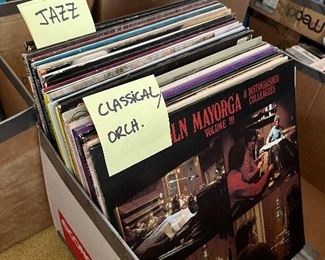 JAZZ
CLASSICAL,
ORCH.
LN MAYORGA
& DISTINGUISHED
COLLEAGUES
VOLUME III